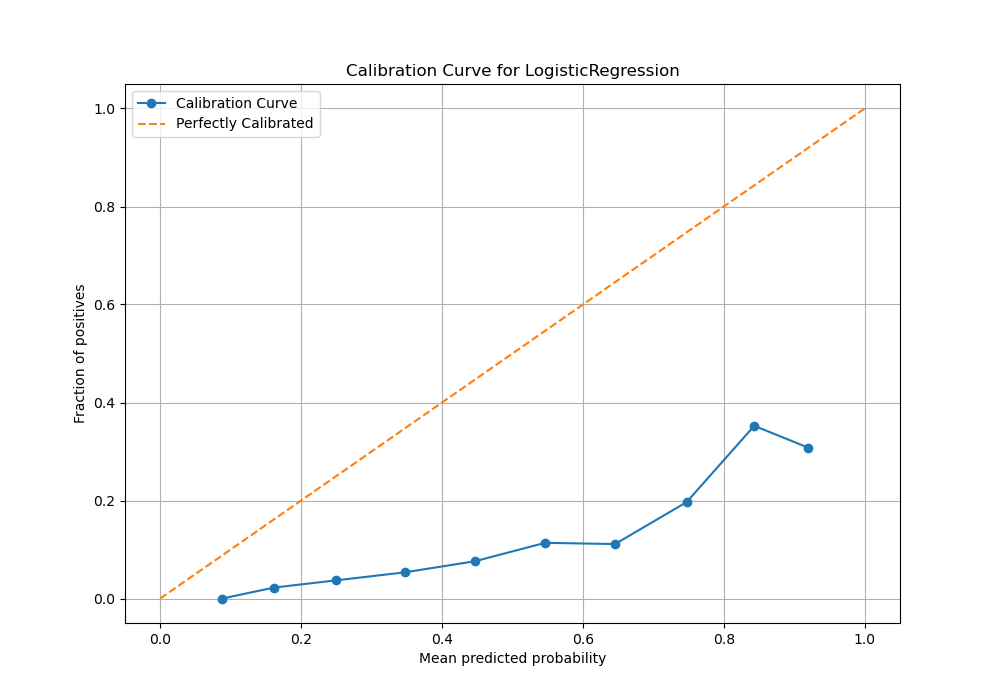 Calibration Curve for LogisticRegression
Calibration Curve
Perfectly Calibrated
1.0
0.8
0.6
0.4
0.2
0.0
Fraction of positives
0.0 0.2 0.4 0.6 0.8 1.0
Mean predicted probability